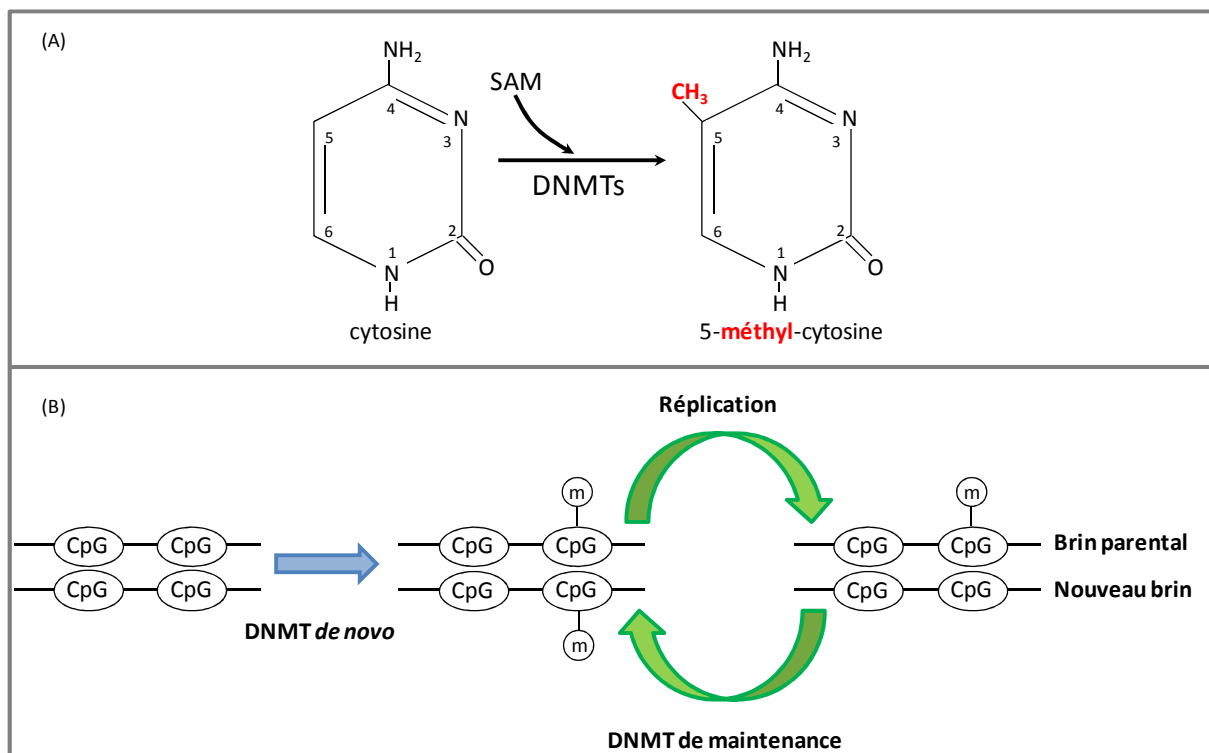 (A)
NH2
SAM
4
N
3
5
6
1
2
N
O
H
cytosine
DNMTs
NH2
CH3
4
N
3
5
6
1
2
N
O
H
5-méthyl-cytosine
(B)
Réplication
m
m
CpG CpG
CpG CpG
CpG CpG
Brin parental
CpG CpG
CpG CpG
CpG CpG
Nouveau brin
DNMT de novo
m
DNMT de maintenance